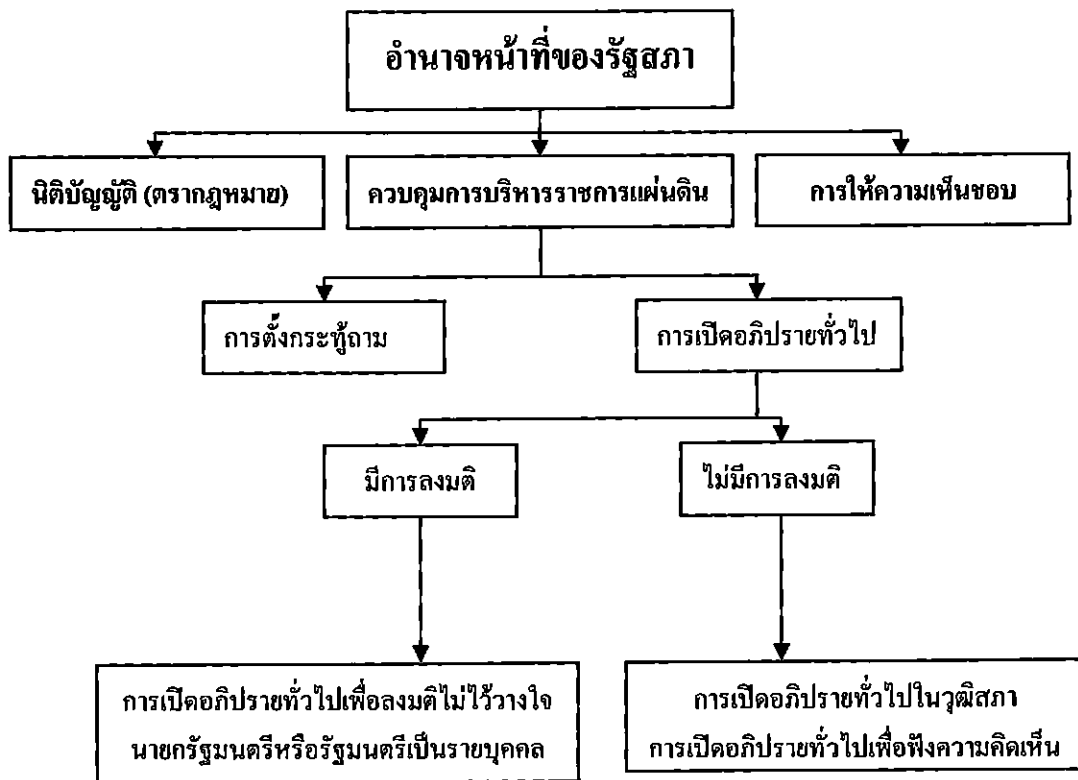 อำนาจหน้าที่ของรัฐสภา
นิติบัญญัติ (ตรากฎหมาย)
ควบคุมการบริหารราชการแผ่นดิน
การให้ความเห็นชอบ
การตั้งกระทู้ถาม
การเปิดอภิปรายทั่วไป
มีการลงมติ
ไม่มีการลงมติ
การเปิดอภิปรายทั่วไปเพื่อลงมติไม่ไว้วางใจ
นายกรัฐมนตรีหรือรัฐมนตรีเป็นรายบุคคล
การเปิดอภิปรายทั่วไปในวุฒิสภา
การเปิดอภิปรายทั่วไปเพื่อฟังความคิดเห็น